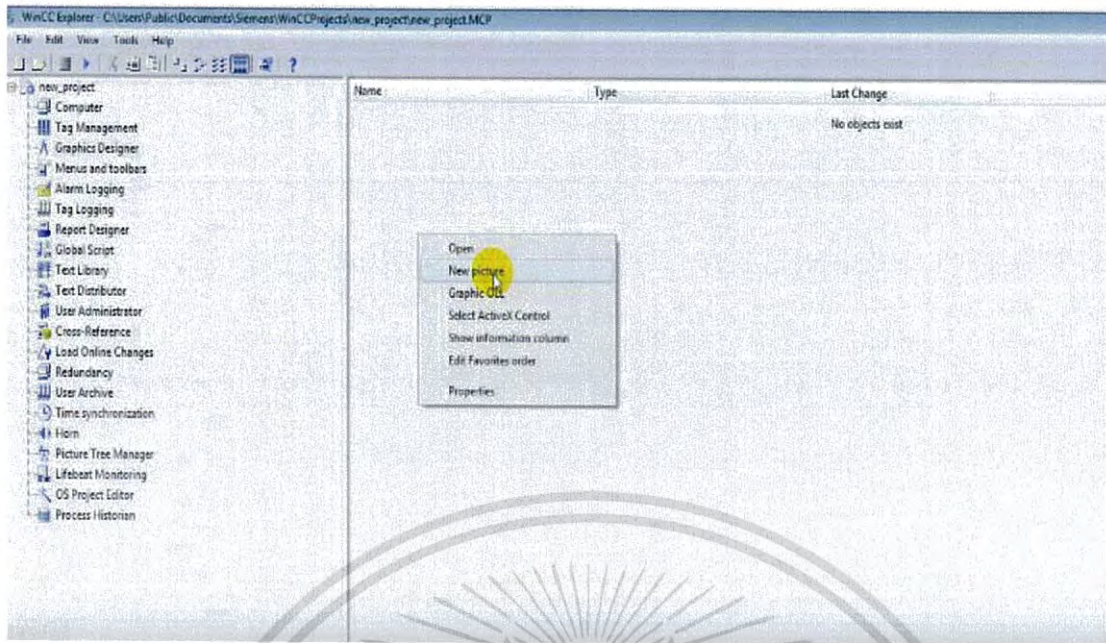 WinCC Explorer - C:\Users\Public\Documents\Siemens\WinCCProjects\new_project\new_project.MCP
File Edit View Tools Help
new_project
Computer
Tag Management
Graphics Designer
Menus and toolbars
Alarm Logging
Tag Logging
Report Designer
Global Script
Text Library
Text Distributor
User Administrator
Cross-Reference
Load Online Changes
Redundancy
User Archive
Time synchronization
Horn
Picture Tree Manager
Lifebeat Monitoring
OS Project Editor
Process Historian
Name Type Last Change
No objects exist
Open
New picture
Graphic OLL
Select ActiveX Control
Show information column
Edit Favorites order
Properties